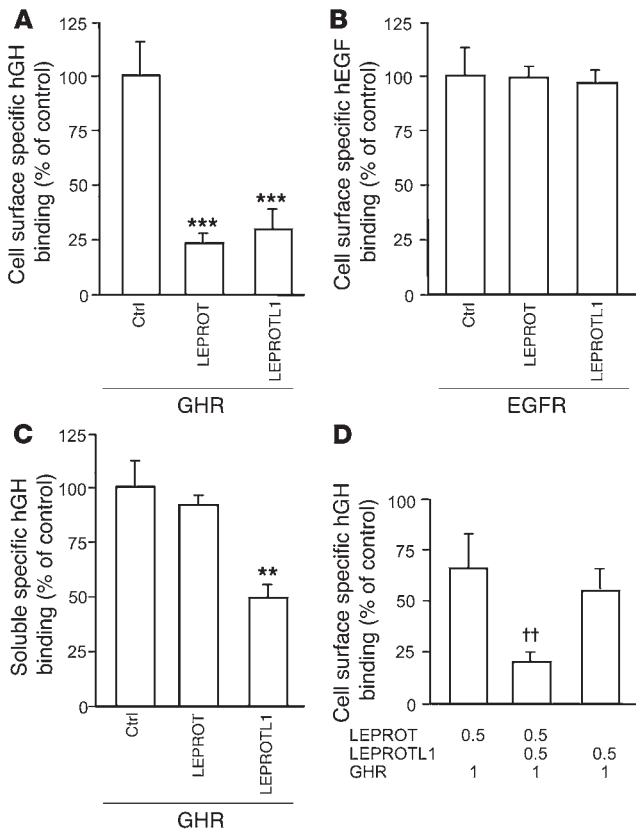 A
Cell surface specific hGH
binding (% of control)
125
100
75
50
25
0
***
***
Ctrl
LEPROT
LEPROTL1
GHR
B
Cell surface specific hEGF
binding (% of control)
125
100
75
50
25
0
Ctrl
LEPROT
LEPROTL1
EGFR
C
Soluble specific hGH
binding (% of control)
125
100
75
50
25
0
**
Ctrl
LEPROT
LEPROTL1
GHR
D
Cell surface specific hGH
binding (% of control)
100
75
50
25
0
††
LEPROT 0.5 0.5
LEPROTL1 0.5 0.5
GHR 1 1 1